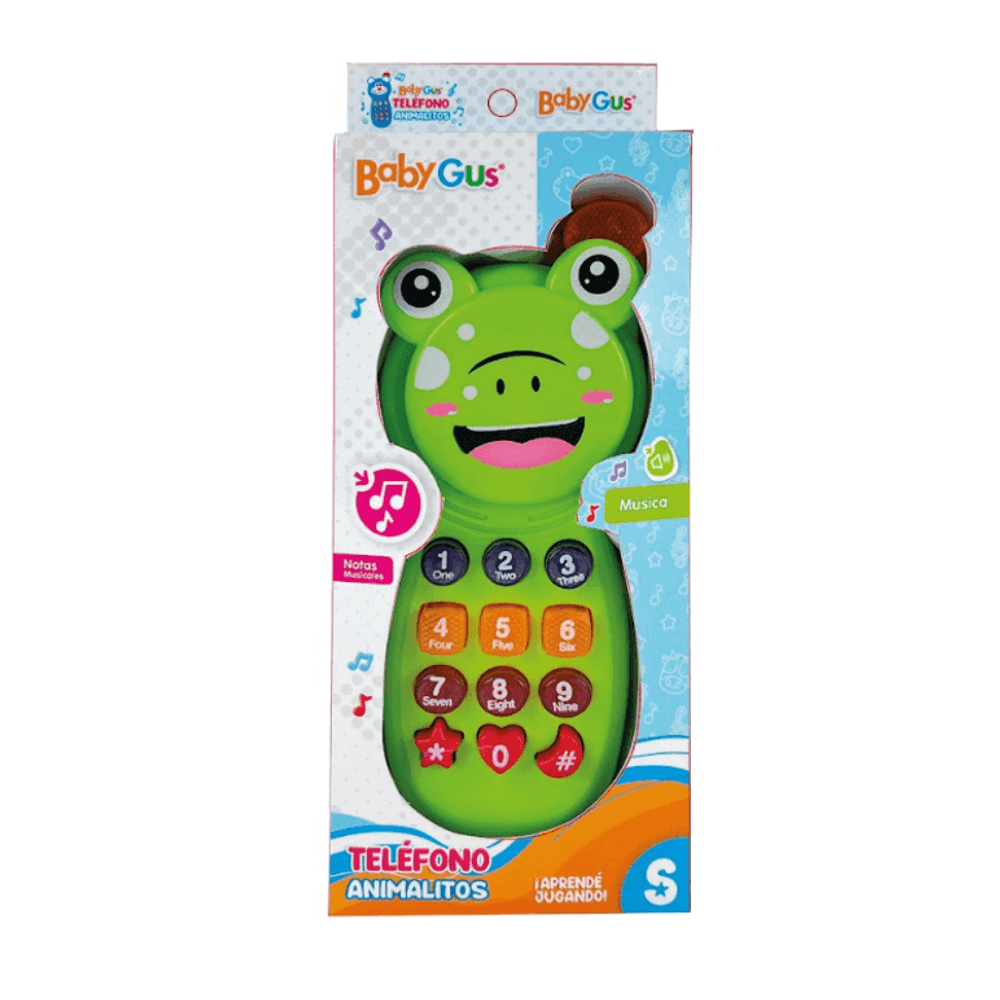 BabyGus
TELÉFONO
ANIMALITOS
BabyGus
BabyGus
Música
Notas
Musicales
1 2 3
One Two Three
4 5 6
Four Five Six
7 8 9
Seven Eight Nine
* 0 #
TELÉFONO
ANIMALITOS
¡APRENDÉ
JUGANDO!
S